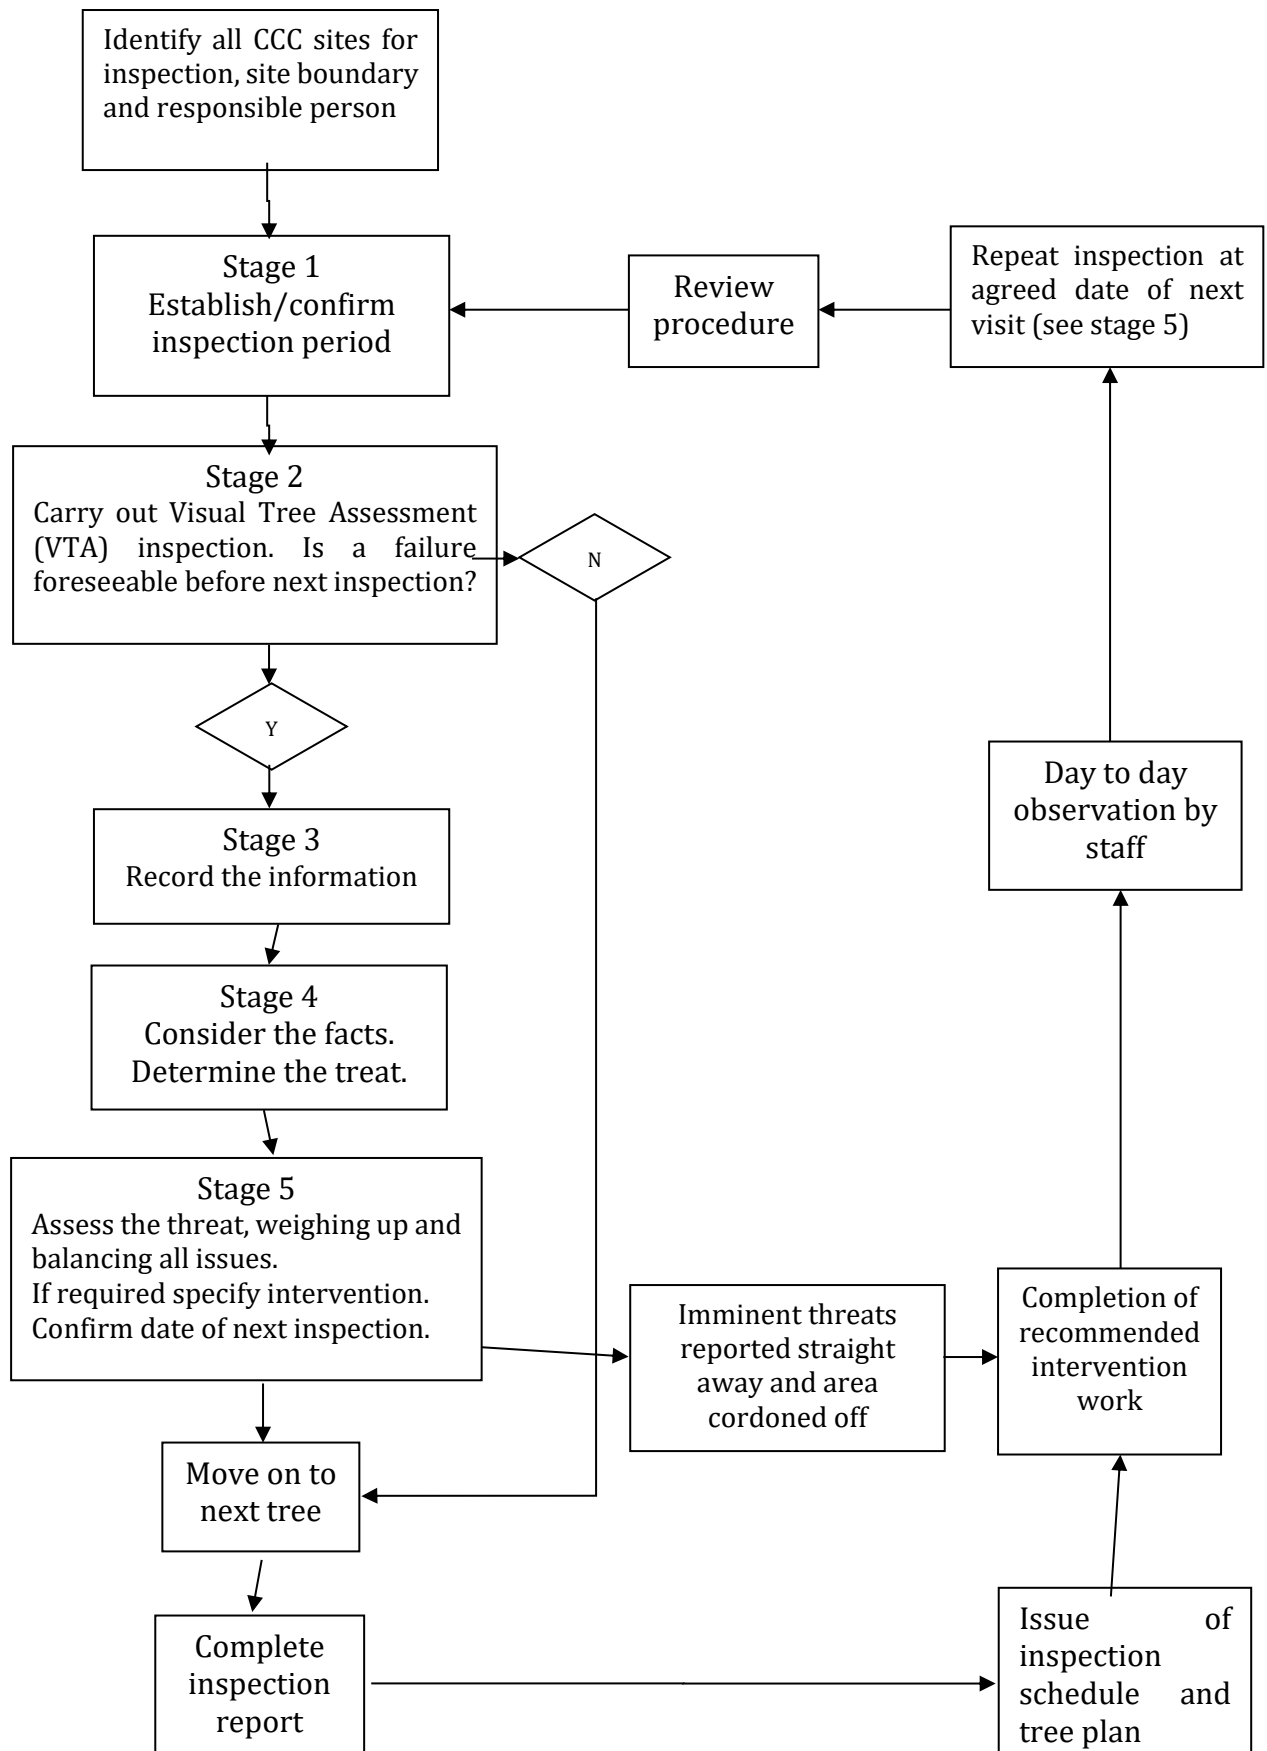 Identify all CCC sites for
inspection, site boundary
and responsible person
Stage 1
Establish/confirm
inspection period
Review
procedure
Repeat inspection at
agreed date of next
visit (see stage 5)
Stage 2
Carry out Visual Tree Assessment
(VTA) inspection. Is a failure
foreseeable before next inspection?
N
Y
Stage 3
Record the information
Day to day
observation by
staff
Stage 4
Consider the facts.
Determine the treat.
Stage 5
Assess the threat, weighing up and
balancing all issues.
If required specify intervention.
Confirm date of next inspection.
Imminent threats
reported straight
away and area
cordoned off
Completion of
recommended
intervention
work
Move on to
next tree
Complete
inspection
report
Issue of
inspection
schedule and
tree plan